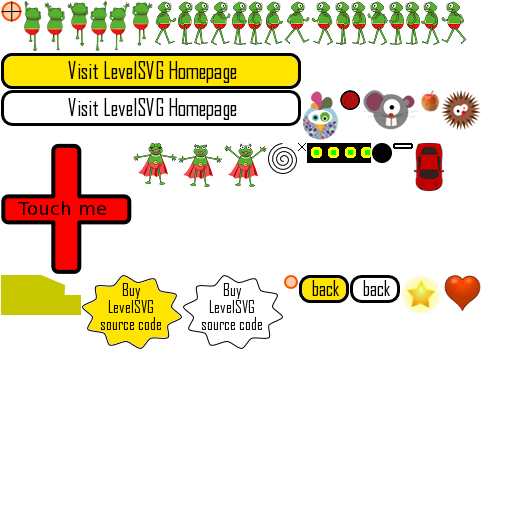 Visit LevelSVG Homepage
Visit LevelSVG Homepage
Touch me
Buy
LevelSVG
source code
Buy
LevelSVG
source code
back
back